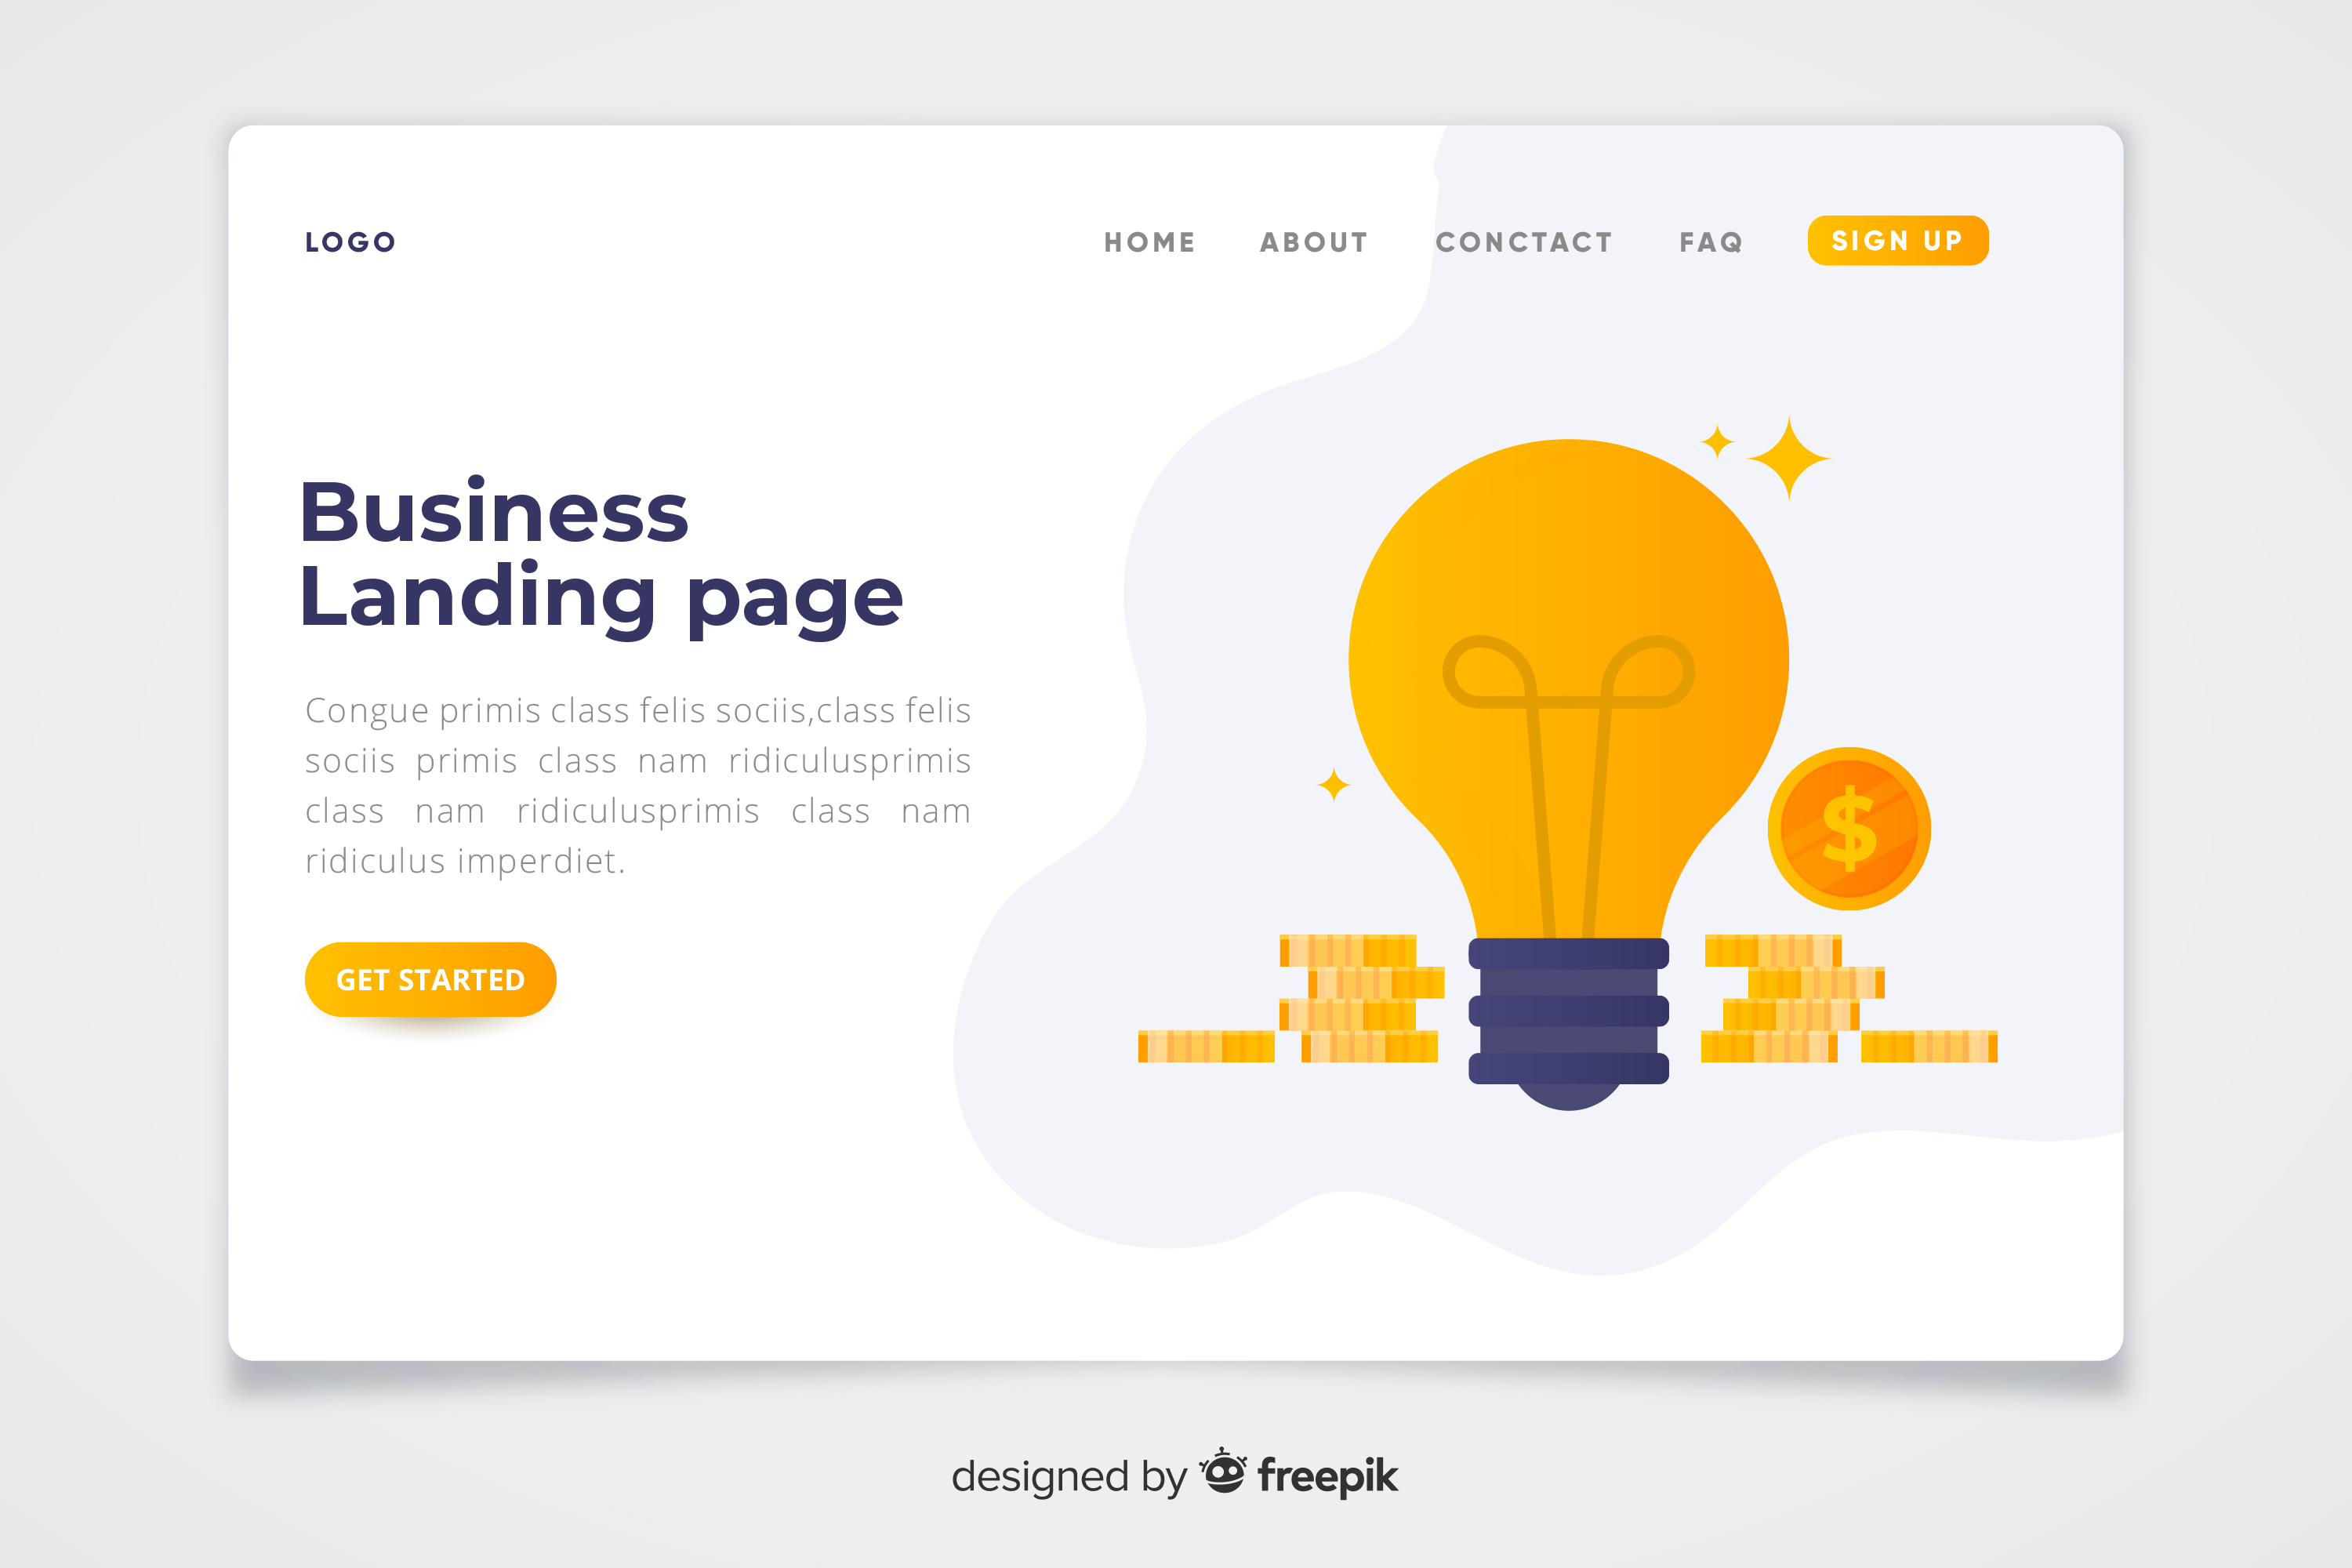 LOGO
HOME ABOUT CONCTACT FAQ SIGN UP
Business
Landing page
Congue primis class felis sociis,class felis
sociis primis class nam ridiculusprimis
class nam ridiculusprimis class nam
ridiculus imperdiet.
GET STARTED
$
designed by freepik